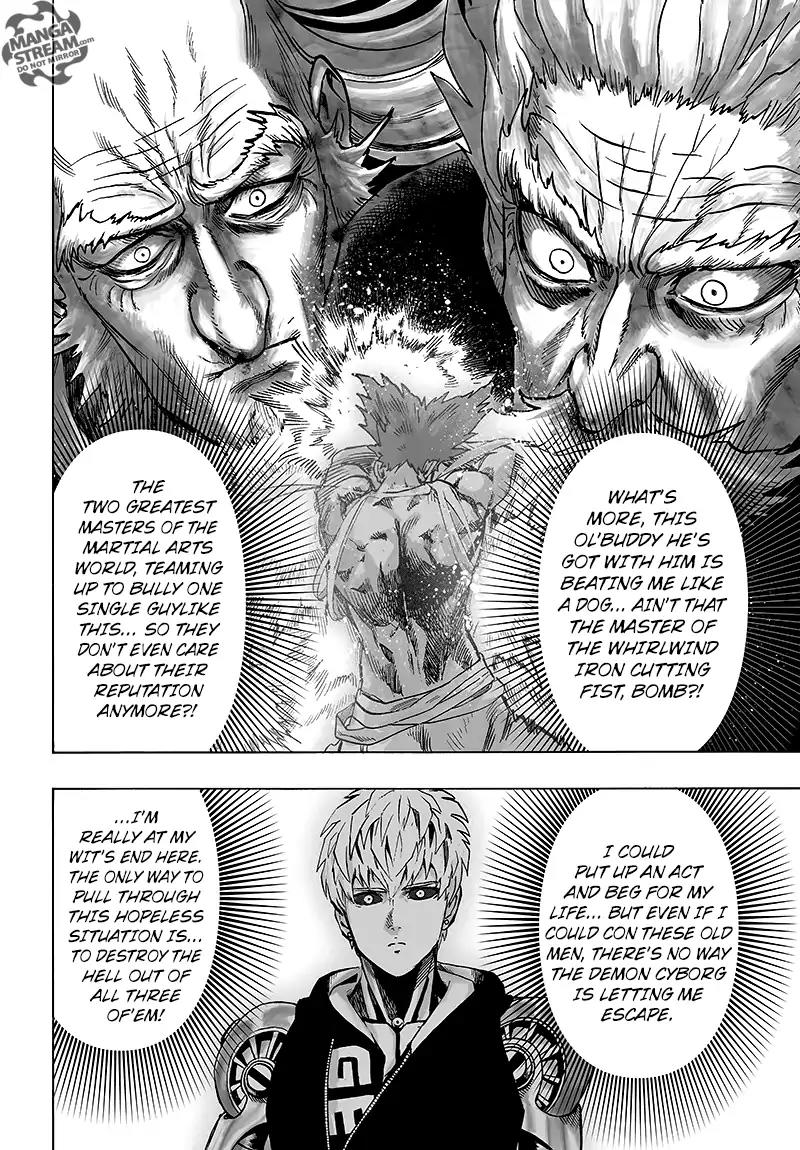 MANGA
STREAM.com
DO NOT MIRROR
WHAT'S
MORE, THIS
OL'BUDDY HE'S
GOT WITH HIM IS
BEATING ME LIKE
A DOG... AIN'T THAT
THE MASTER OF
THE WHIRLWIND
IRON CUTTING
FIST, BOMB?!
THE
TWO GREATEST
MASTERS OF THE
MARTIAL ARTS
WORLD, TEAMING
UP TO BULLY ONE
SINGLE GUYLIKE
THIS... SO THEY
DON'T EVEN CARE
ABOUT THEIR
REPUTATION
ANYMORE?!
I COULD
PUT UP AN ACT
AND BEG FOR MY
LIFE... BUT EVEN IF I
COULD CON THESE OLD
MEN, THERE'S NO WAY
THE DEMON CYBORG
IS LETTING ME
ESCAPE.
...I'M
REALLY AT MY
WIT'S END HERE.
THE ONLY WAY TO
PULL THROUGH
THIS HOPELESS
SITUATION IS...
TO DESTROY THE
HELL OUT OF
ALL THREE
OF'EM!
GE